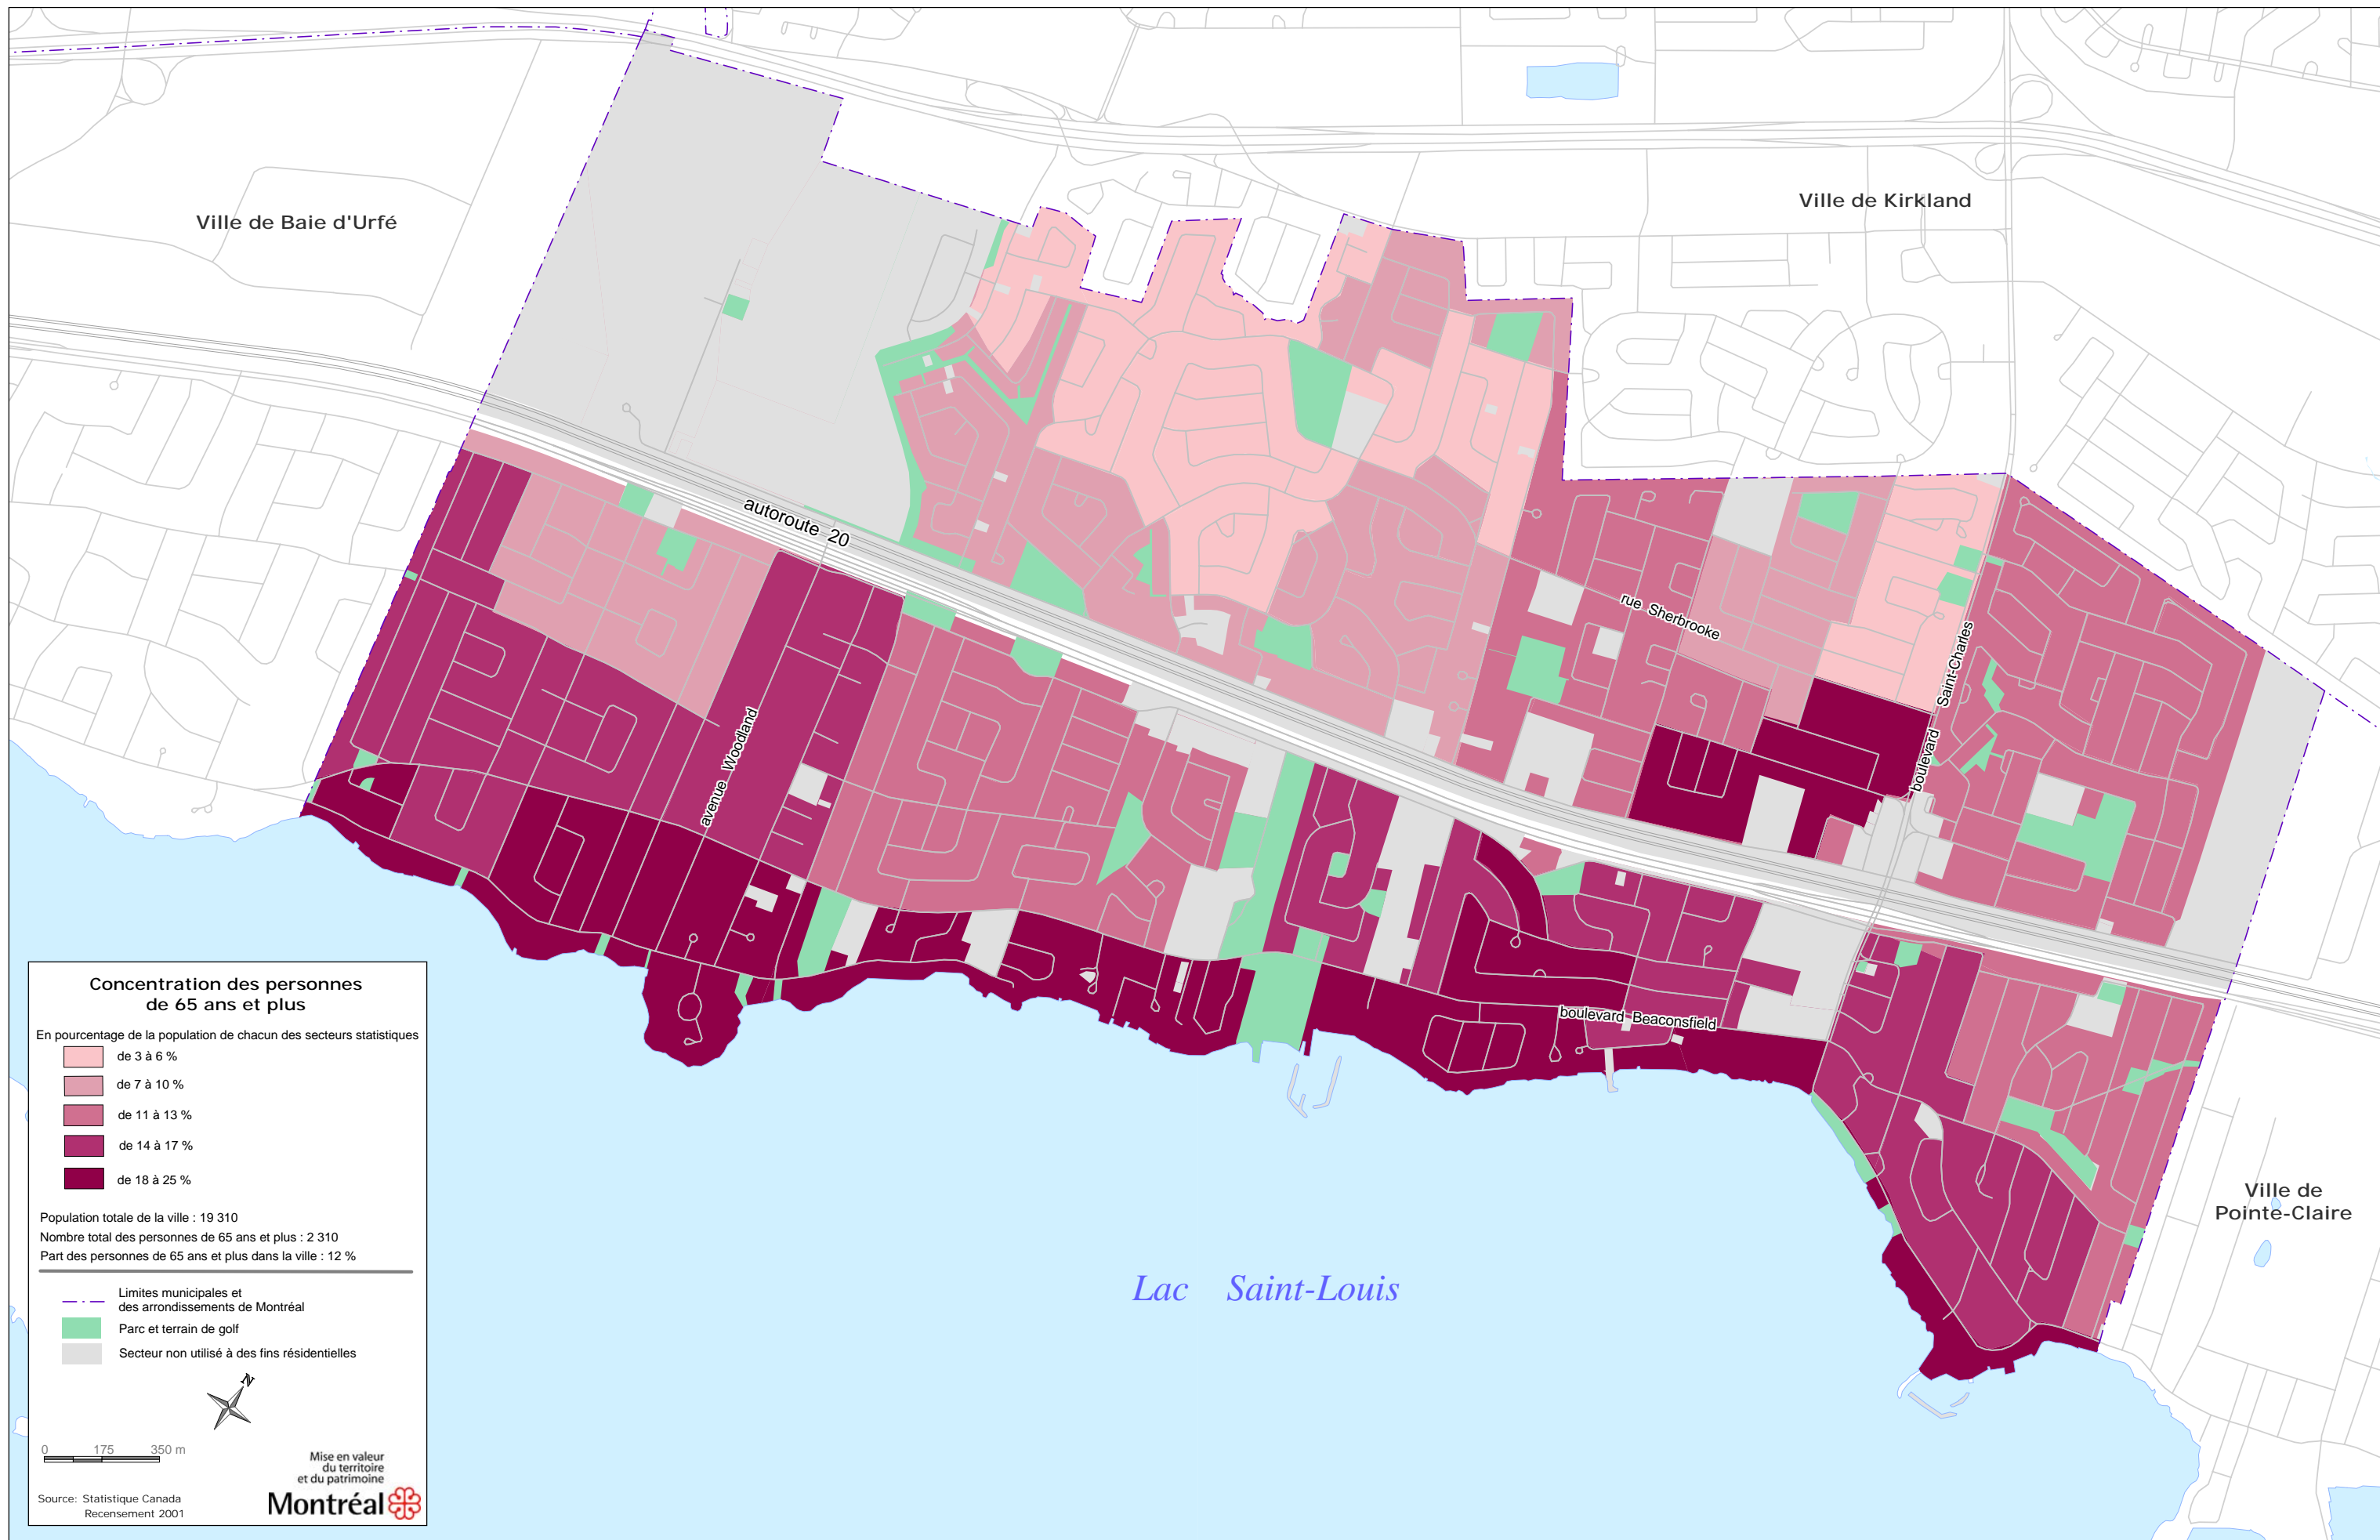 Ville de Baie d'Urfé
Ville de Kirkland
autoroute 20
rue Sherbrooke
boulevard Saint-Charles
avenue Woodland
boulevard Beaconsfield
Ville de
Pointe-Claire
Lac Saint-Louis
Concentration des personnes
de 65 ans et plus
En pourcentage de la population de chacun des secteurs statistiques
de 3 à 6 %
de 7 à 10 %
de 11 à 13 %
de 14 à 17 %
de 18 à 25 %
Population totale de la ville : 19 310
Nombre total des personnes de 65 ans et plus : 2 310
Part des personnes de 65 ans et plus dans la ville : 12 %
Limites municipales et
des arrondissements de Montréal
Parc et terrain de golf
Secteur non utilisé à des fins résidentielles
N
0 175 350 m
Mise en valeur
du territoire
et du patrimoine
Montréal
Source: Statistique Canada
Recensement 2001